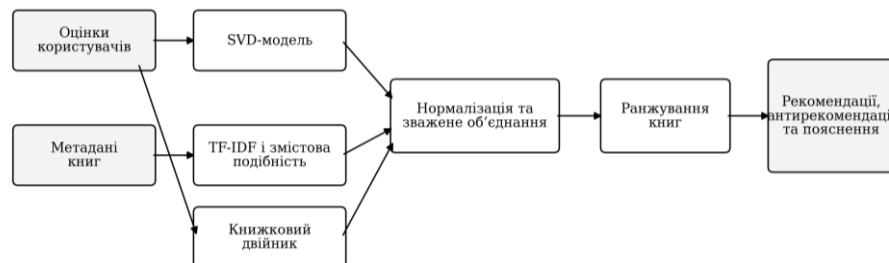 Оцінки
користувачів
SVD-модель
Метадані
книг
TF-IDF і змістова
подібність
Книжковий
двійник
Нормалізація та
зважене об’єднання
Ранжування
книг
Рекомендації,
антирекомендації
та пояснення